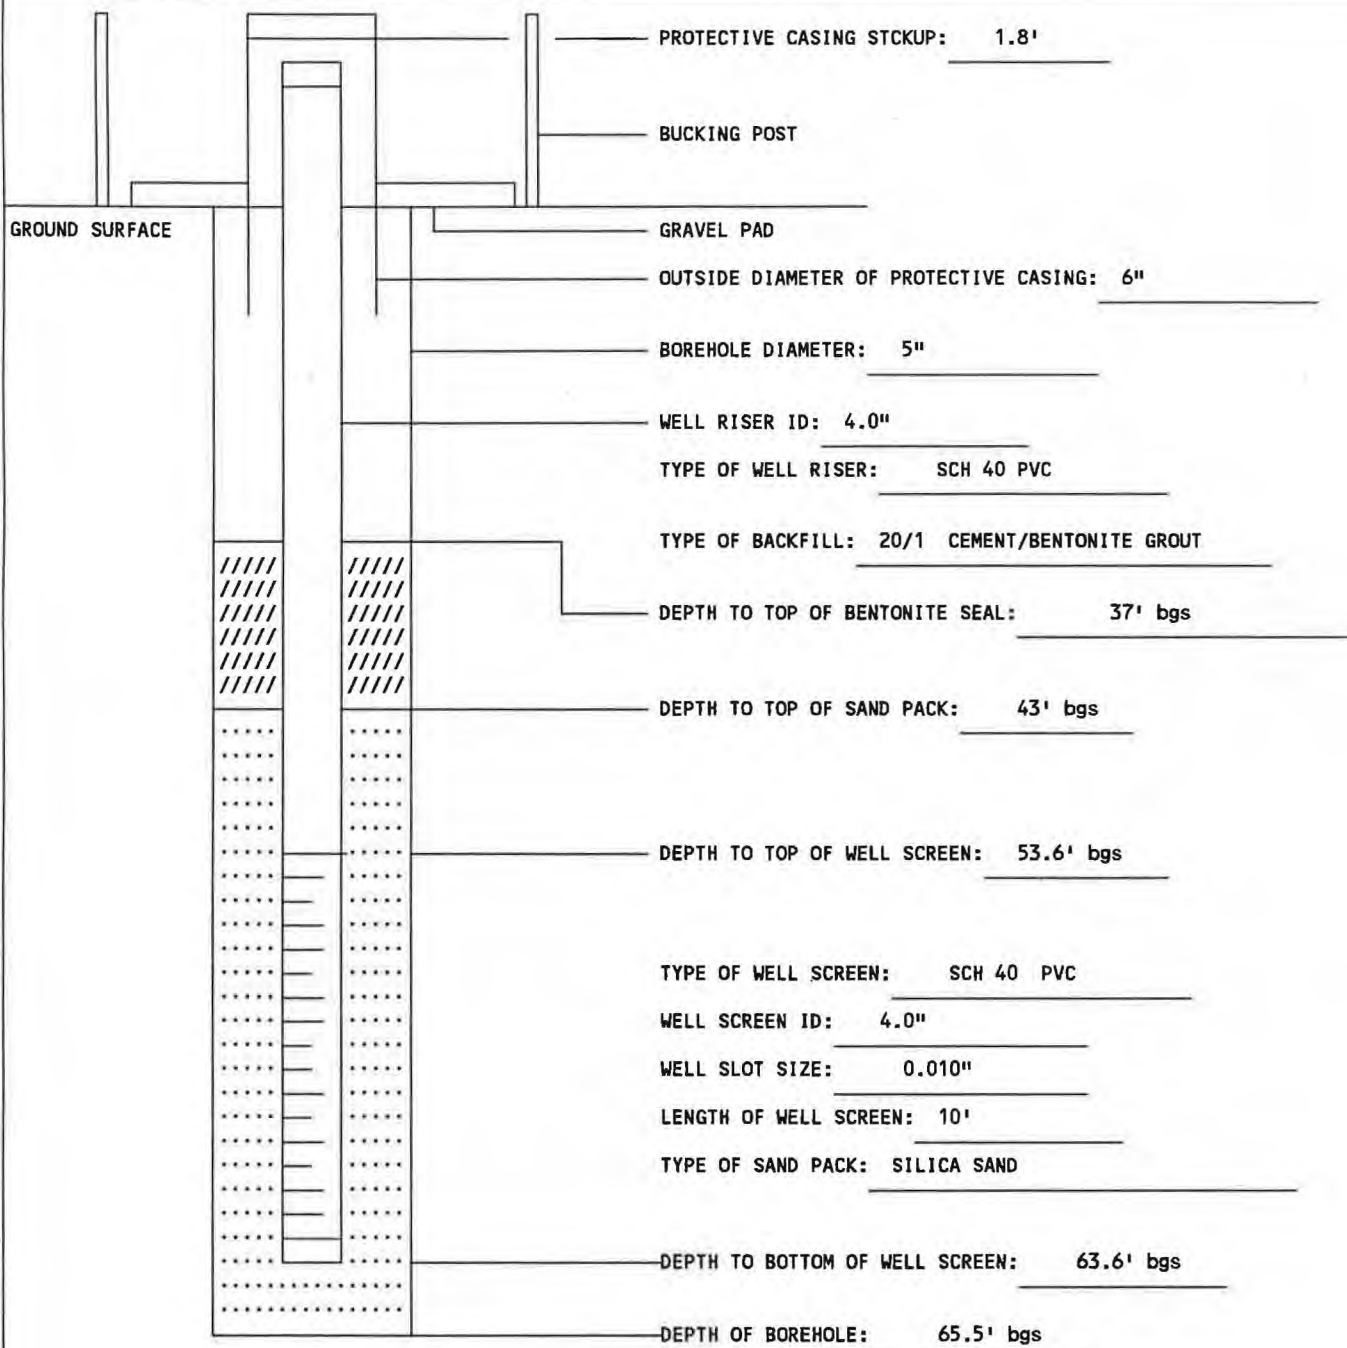 PROTECTIVE CASING STCKUP: 1.8'
BUCKING POST
GROUND SURFACE
GRAVEL PAD
OUTSIDE DIAMETER OF PROTECTIVE CASING: 6"
BOREHOLE DIAMETER: 5"
WELL RISER ID: 4.0"
TYPE OF WELL RISER: SCH 40 PVC
TYPE OF BACKFILL: 20/1 CEMENT/BENTONITE GROUT
DEPTH TO TOP OF BENTONITE SEAL: 37' bgs
DEPTH TO TOP OF SAND PACK: 43' bgs
DEPTH TO TOP OF WELL SCREEN: 53.6' bgs
TYPE OF WELL SCREEN: SCH 40 PVC
WELL SCREEN ID: 4.0"
WELL SLOT SIZE: 0.010"
LENGTH OF WELL SCREEN: 10'
TYPE OF SAND PACK: SILICA SAND
DEPTH TO BOTTOM OF WELL SCREEN: 63.6' bgs
DEPTH OF BOREHOLE: 65.5' bgs